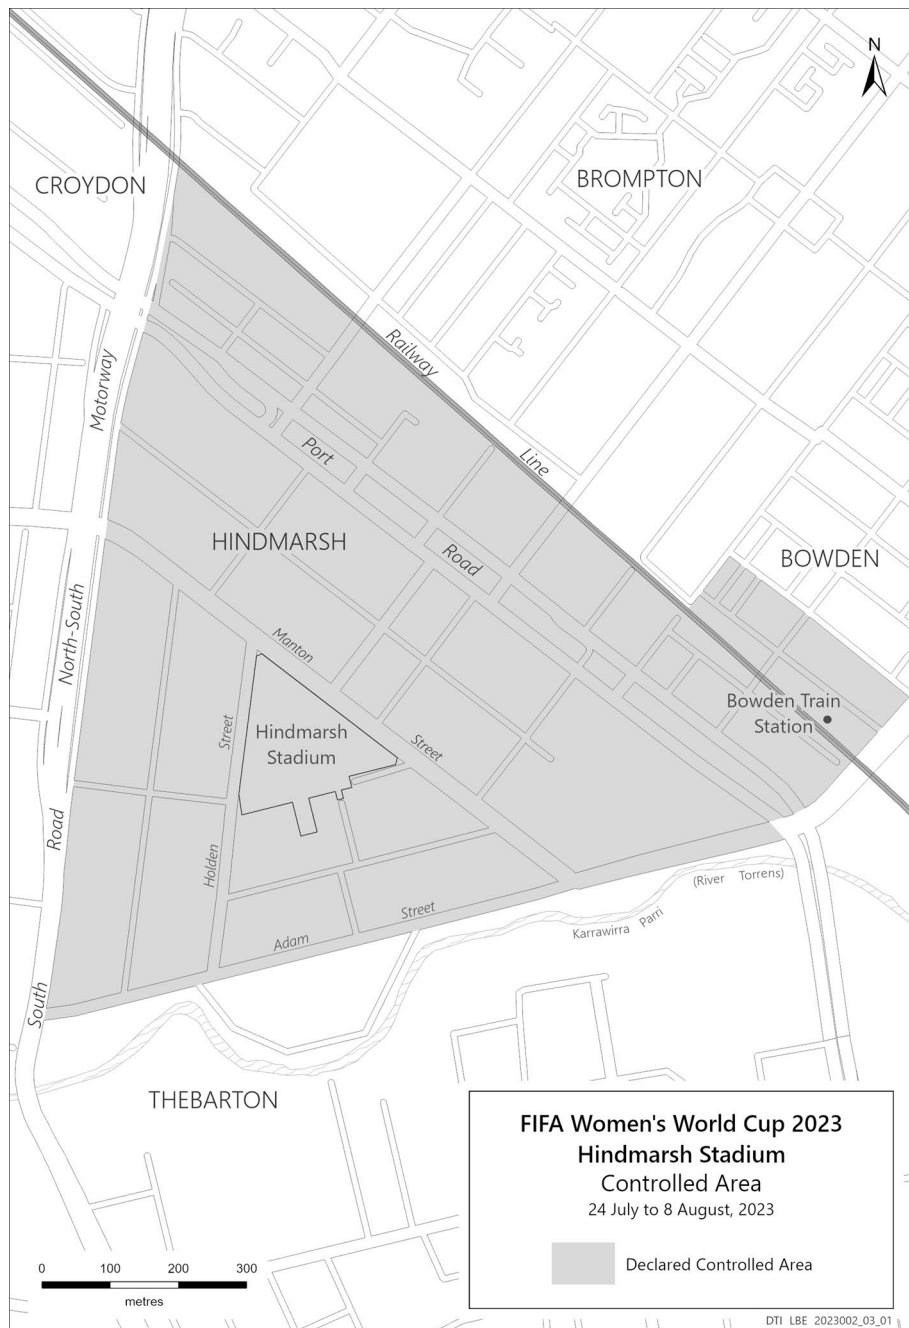 N
CROYDON
BROMPTON
Railway
Line
Motorway
Port
Road
HINDMARSH
BOWDEN
North-South
Manton
Street
Bowden Train
Station
Hindmarsh
Stadium
Street
Holden
Road
South
Adam
Street
(River Torrens)
Karrawirra Parri
THEBARTON
FIFA Women's World Cup 2023
Hindmarsh Stadium
Controlled Area
24 July to 8 August, 2023
Declared Controlled Area
0 100 200 300
metres
DTI LBE 2023002_03_01